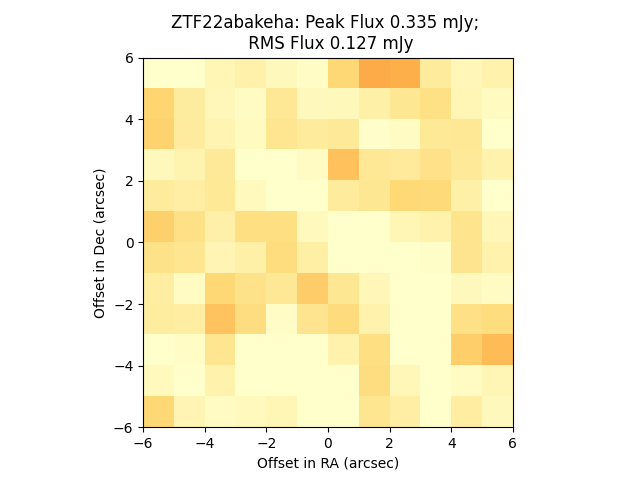 ZTF22abakeha: Peak Flux 0.335 mJy;
RMS Flux 0.127 mJy
6
4
2
0
−2
−4
−6
Offset in Dec (arcsec)
−6 −4 −2 0 2 4 6
Offset in RA (arcsec)